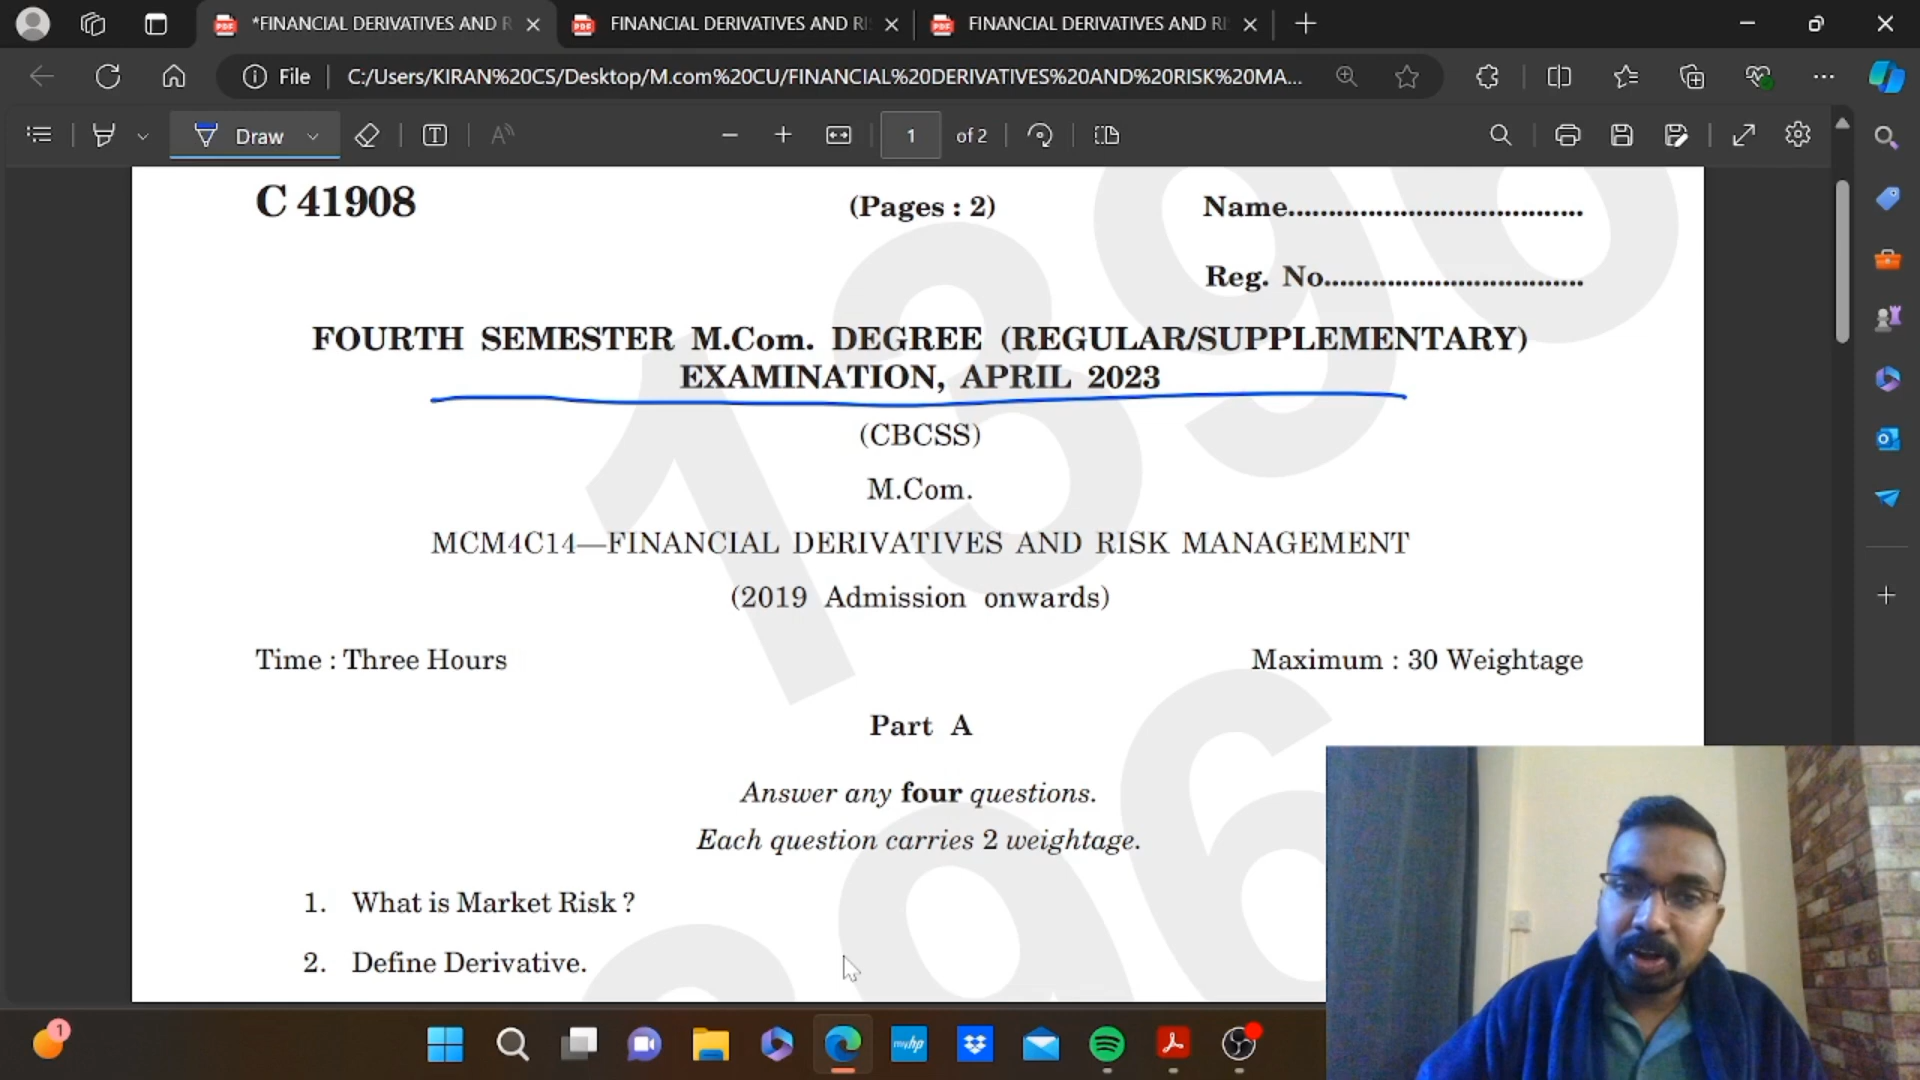 *FINANCIAL DERIVATIVES AND R
FINANCIAL DERIVATIVES AND RI
FINANCIAL DERIVATIVES AND RI
File
C:/Users/KIRAN%20CS/Desktop/M.com%20CU/FINANCIAL%20DERIVATIVES%20AND%20RISK%20MA...
Draw
1 of 2
C 41908
(Pages : 2)
Name....................................
Reg. No................................
FOURTH SEMESTER M.Com. DEGREE (REGULAR/SUPPLEMENTARY)
EXAMINATION, APRIL 2023
(CBCSS)
M.Com.
MCM4C14—FINANCIAL DERIVATIVES AND RISK MANAGEMENT
(2019 Admission onwards)
Time : Three Hours
Maximum : 30 Weightage
Part A
Answer any four questions.
Each question carries 2 weightage.
1. What is Market Risk ?
2. Define Derivative.
1
myhp